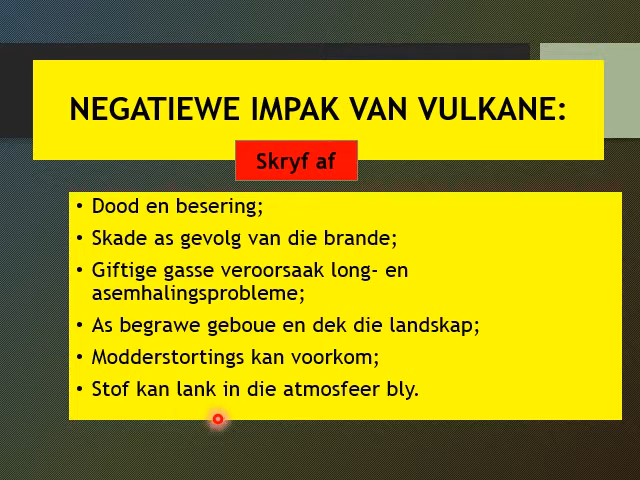 NEGATIEWE IMPAK VAN VULKANE:
Skryf af
• Dood en besering;
• Skade as gevolg van die brande;
• Giftige gasse veroorsaak long- en
asemhalingsprobleme;
• As begrawe geboue en dek die landskap;
• Modderstortings kan voorkom;
• Stof kan lank in die atmosfeer bly.